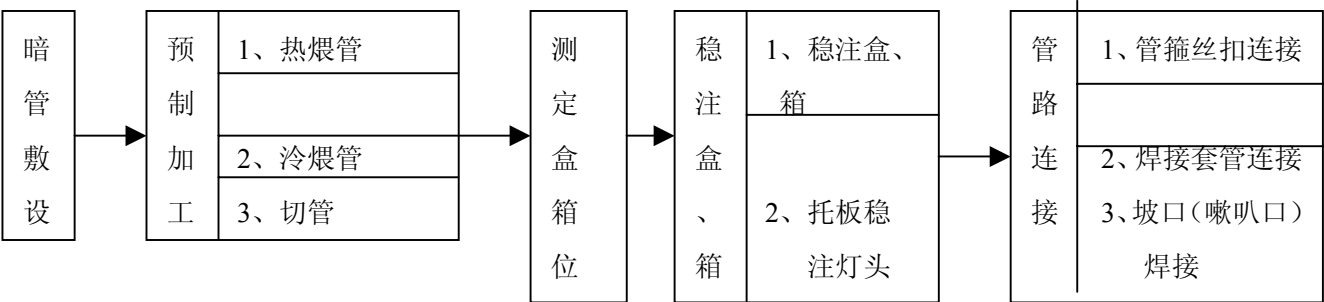 暗管敷设
预制加工
1、热煨管
2、泠煨管
3、切管
测定盒箱位
稳注盒、箱
1、稳注盒、
箱
2、托板稳
注灯头
管路连接
1、管箍丝扣连接
2、焊接套管连接
3、坡口（嗽叭口）
焊接